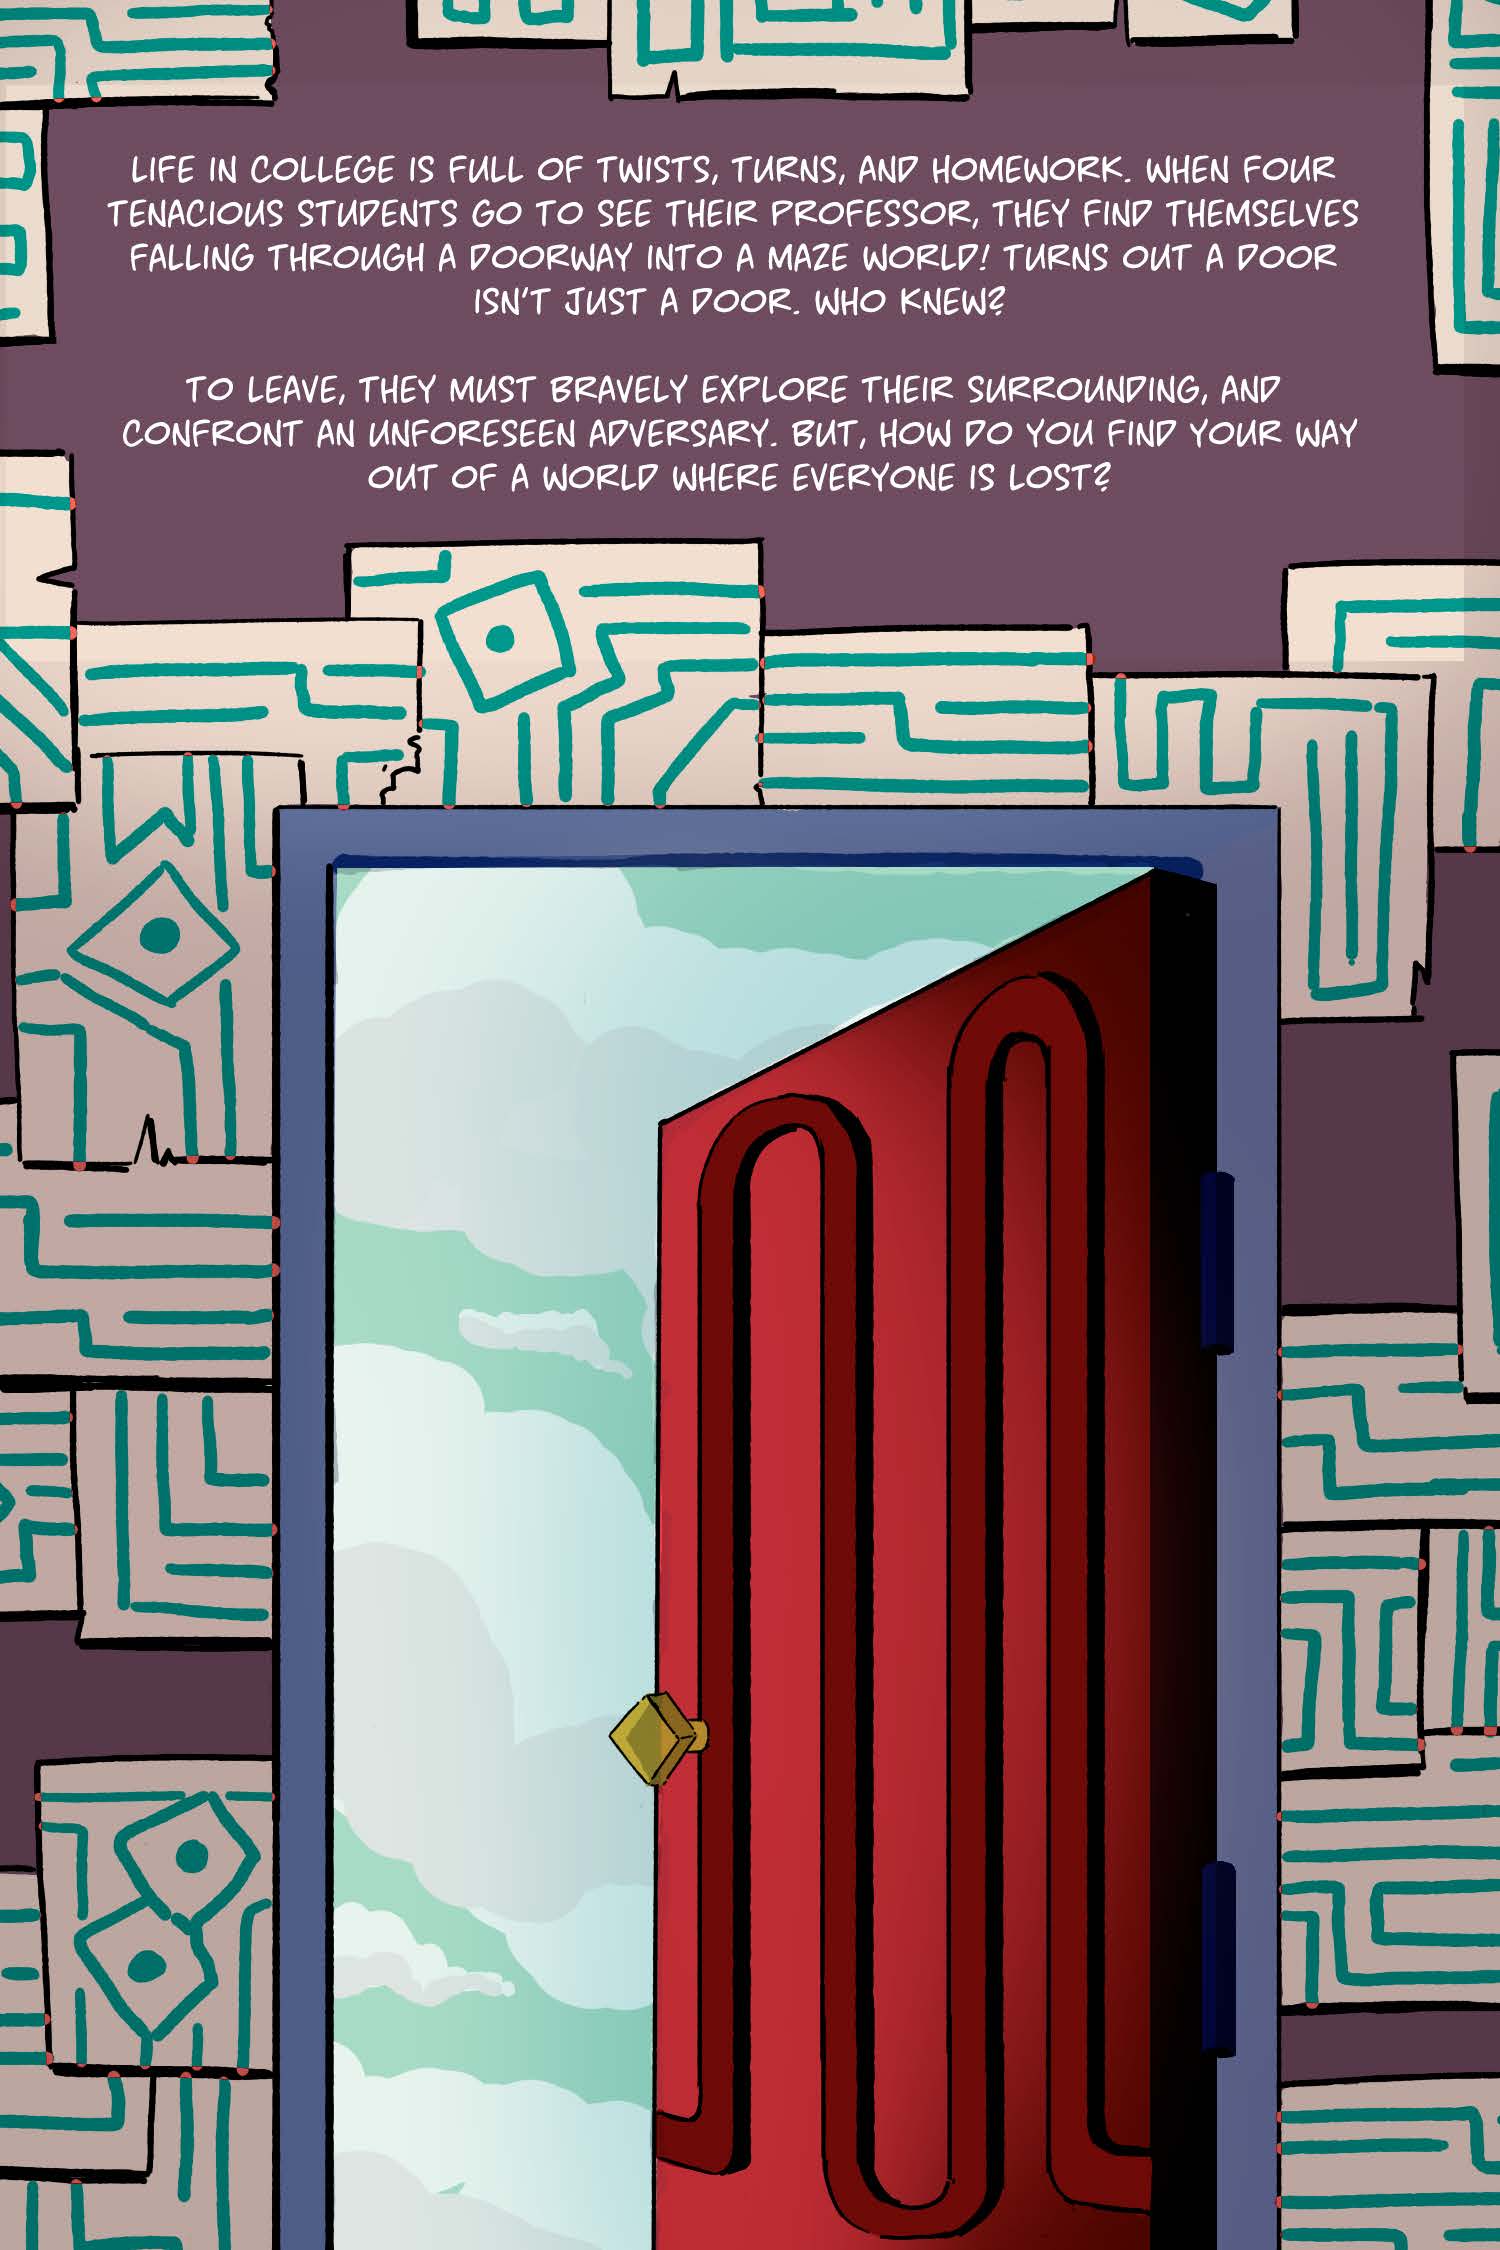 LIFE IN COLLEGE IS FULL OF TWISTS, TURNS, AND HOMEWORK. WHEN FOUR
TENACIOUS STUDENTS GO TO SEE THEIR PROFESSOR, THEY FIND THEMSELVES
FALLING THROUGH A DOORWAY INTO A MAZE WORLD! TURNS OUT A DOOR
ISN'T JUST A DOOR. WHO KNEW?
TO LEAVE, THEY MUST BRAVELY EXPLORE THEIR SURROUNDING, AND
CONFRONT AN UNFORESEEN ADVERSARY. BUT, HOW DO YOU FIND YOUR WAY
OUT OF A WORLD WHERE EVERYONE IS LOST?